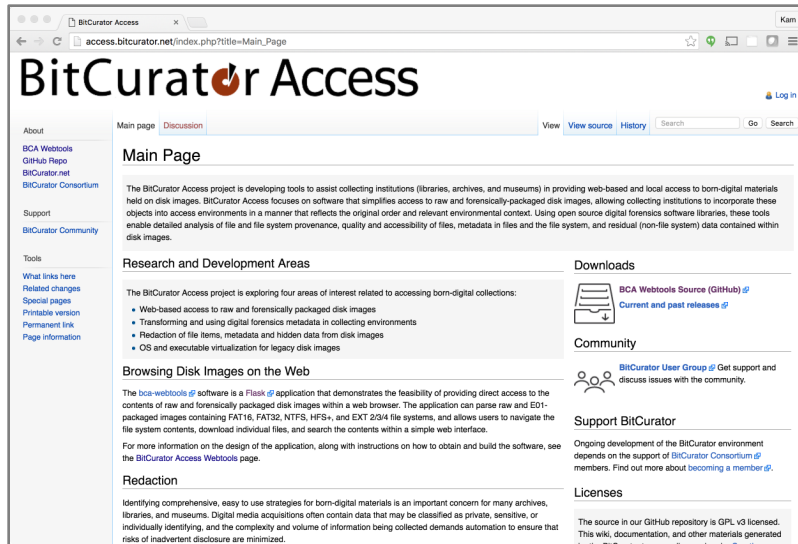 BitCurator Access
Kam
access.bitcurator.net/index.php?title=Main_Page
BitCurator Access
Log in
Main page Discussion
View View source History Search Go Search
About
BCA Webtools
GitHub Repo
BitCurator.net
BitCurator Consortium
Support
BitCurator Community
Tools
What links here
Related changes
Special pages
Printable version
Permanent link
Page information
Main Page
The BitCurator Access project is developing tools to assist collecting institutions (libraries, archives, and museums) in providing web-based and local access to born-digital materials
held on disk images. BitCurator Access focuses on software that simplifies access to raw and forensically-packaged disk images, allowing collecting institutions to incorporate these
objects into access environments in a manner that reflects the original order and relevant environmental context. Using open source digital forensics software libraries, these tools
enable detailed analysis of file and file system provenance, quality and accessibility of files, metadata in files and the file system, and residual (non-file system) data contained within
disk images.
Research and Development Areas
The BitCurator Access project is exploring four areas of interest related to accessing born-digital collections:
• Web-based access to raw and forensically packaged disk images
• Transforming and using digital forensics metadata in collecting environments
• Redaction of file items, metadata and hidden data from disk images
• OS and executable virtualization for legacy disk images
Browsing Disk Images on the Web
The bca-webtools software is a Flask application that demonstrates the feasibility of providing direct access to the
contents of raw and forensically packaged disk images within a web browser. The application can parse raw and E01-
packaged images containing FAT16, FAT32, NTFS, HFS+, and EXT 2/3/4 file systems, and allows users to navigate the
file system contents, download individual files, and search the contents within a simple web interface.
For more information on the design of the application, along with instructions on how to obtain and build the software, see
the BitCurator Access Webtools page.
Redaction
Identifying comprehensive, easy to use strategies for born-digital materials is an important concern for many archives,
libraries, and museums. Digital media acquisitions often contain data that may be classified as private, sensitive, or
individually identifying, and the complexity and volume of information being collected demands automation to ensure that
risks of inadvertent disclosure are minimized.
Downloads
BCA Webtools Source (GitHub)
Current and past releases
Community
BitCurator User Group Get support and
discuss issues with the community.
Support BitCurator
Ongoing development of the BitCurator environment
depends on the support of BitCurator Consortium
members. Find out more about becoming a member.
Licenses
The source in our GitHub repository is GPL v3 licensed.
This wiki, documentation, and other materials generated